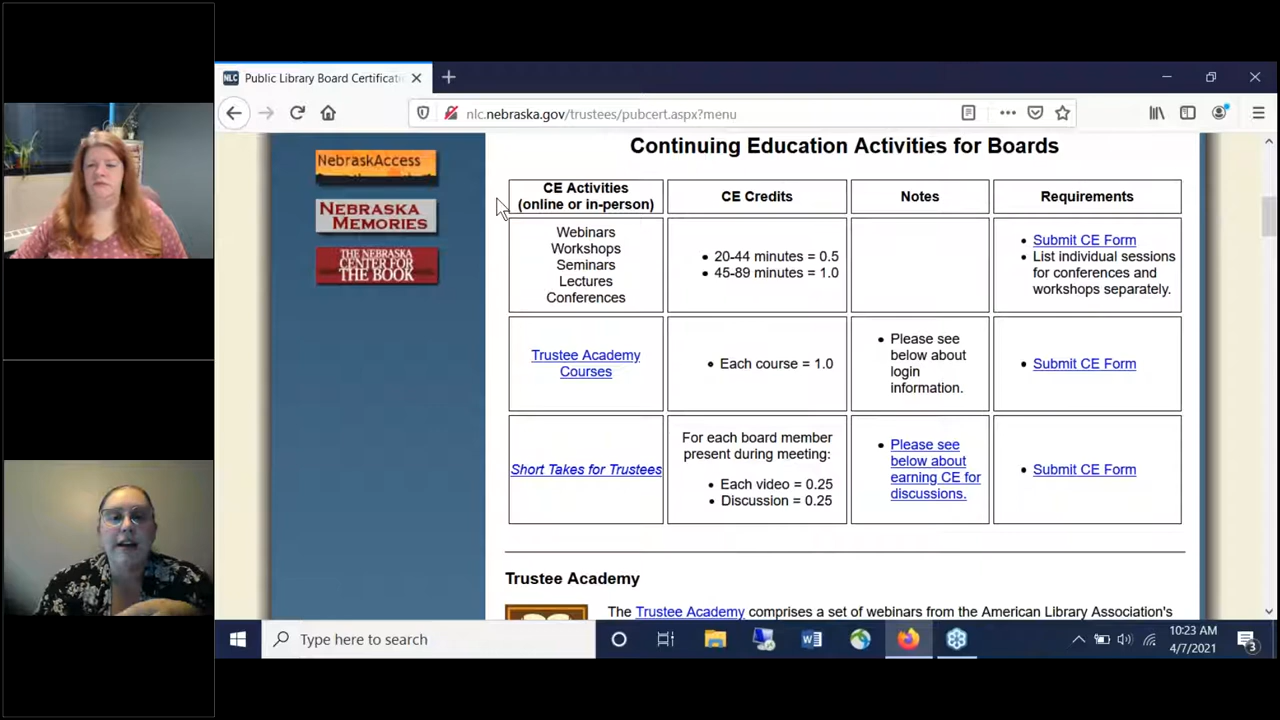 Public Library Board Certificati
nlc.nebraska.gov/trustees/pubcert.aspx?menu
NebraskAccess
NEBRASKA
MEMORIES
THE NEBRASKA
CENTER FOR
THE BOOK
Continuing Education Activities for Boards
CE Activities
(online or in-person)
CE Credits
Notes
Requirements
Webinars
Workshops
Seminars
Lectures
Conferences
• 20-44 minutes = 0.5
• 45-89 minutes = 1.0
• Submit CE Form
• List individual sessions
for conferences and
workshops separately.
Trustee Academy
Courses
• Each course = 1.0
• Please see
below about
login
information.
• Submit CE Form
Short Takes for Trustees
For each board member
present during meeting:
• Each video = 0.25
• Discussion = 0.25
• Please see
below about
earning CE for
discussions.
• Submit CE Form
Trustee Academy
The Trustee Academy comprises a set of webinars from the American Library Association's
Type here to search
10:23 AM
4/7/2021
3